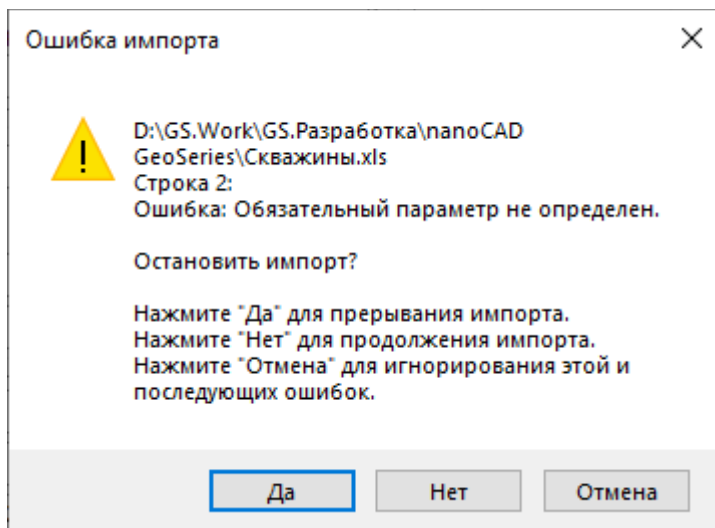 Ошибка импорта
D:\GS.Work\GS.Разработка\nanoCAD
GeoSeries\Скважины.xls
Строка 2:
Ошибка: Обязательный параметр не определен.
Остановить импорт?
Нажмите "Да" для прерывания импорта.
Нажмите "Нет" для продолжения импорта.
Нажмите "Отмена" для игнорирования этой и
последующих ошибок.
Да Нет Отмена